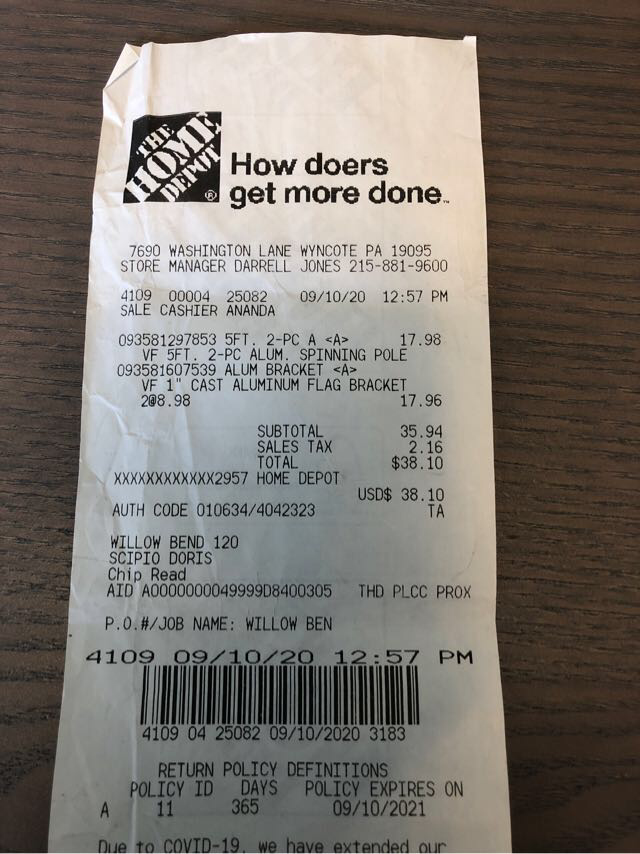 THE
HOME
DEPOT
®
How doers
get more done™
7690 WASHINGTON LANE WYNCOTE PA 19095
STORE MANAGER DARRELL JONES 215-881-9600
4109 00004 25082 09/10/20 12:57 PM
SALE CASHIER ANANDA
093581297853 5FT. 2-PC A <A> 17.98
VF 5FT. 2-PC ALUM. SPINNING POLE
093581607539 ALUM BRACKET <A>
VF 1" CAST ALUMINUM FLAG BRACKET
2@8.98 17.96
SUBTOTAL 35.94
SALES TAX 2.16
TOTAL $38.10
XXXXXXXXXXXX2957 HOME DEPOT
USD$ 38.10
AUTH CODE 010634/4042323 TA
WILLOW BEND 120
SCIPIO DORIS
Chip Read
AID A0000000049999D8400305 THD PLCC PROX
P.O.#/JOB NAME: WILLOW BEN
4109 09/10/20 12:57 PM
4109 04 25082 09/10/2020 3183
RETURN POLICY DEFINITIONS
POLICY ID DAYS POLICY EXPIRES ON
A 11 365 09/10/2021
Due to COVID-19, we have extended our